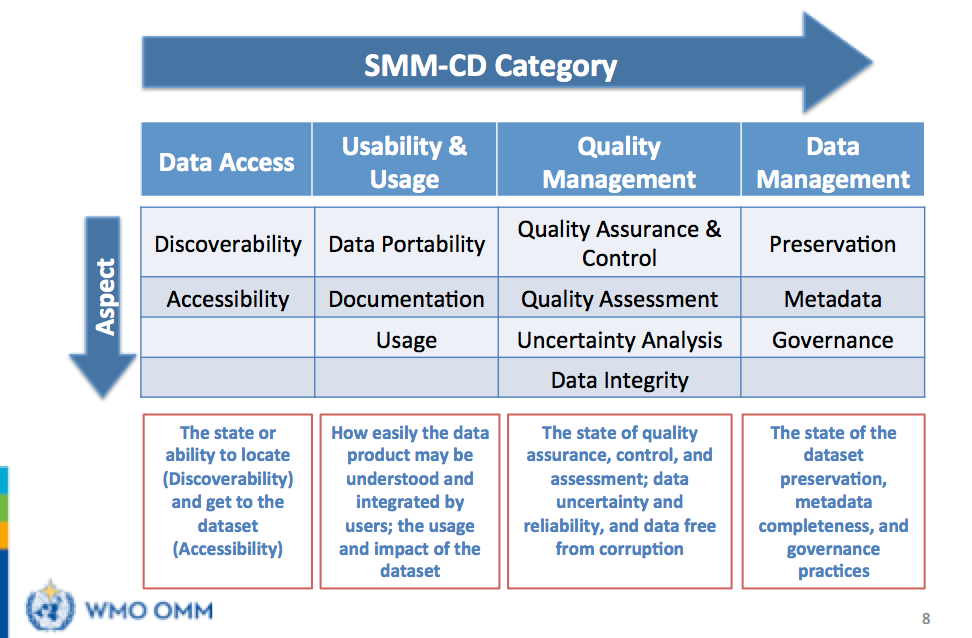 SMM-CD Category
Data Access
Usability &
Usage
Quality
Management
Data
Management
Aspect
Discoverability
Data Portability
Quality Assurance &
Control
Preservation
Accessibility
Documentation
Quality Assessment
Metadata
Usage
Uncertainty Analysis
Governance
Data Integrity
The state or
ability to locate
(Discoverability)
and get to the
dataset
(Accessibility)
How easily the data
product may be
understood and
integrated by
users; the usage
and impact of the
dataset
The state of quality
assurance, control, and
assessment; data
uncertainty and
reliability, and data free
from corruption
The state of the
dataset
preservation,
metadata
completeness, and
governance
practices
WMO OMM
8